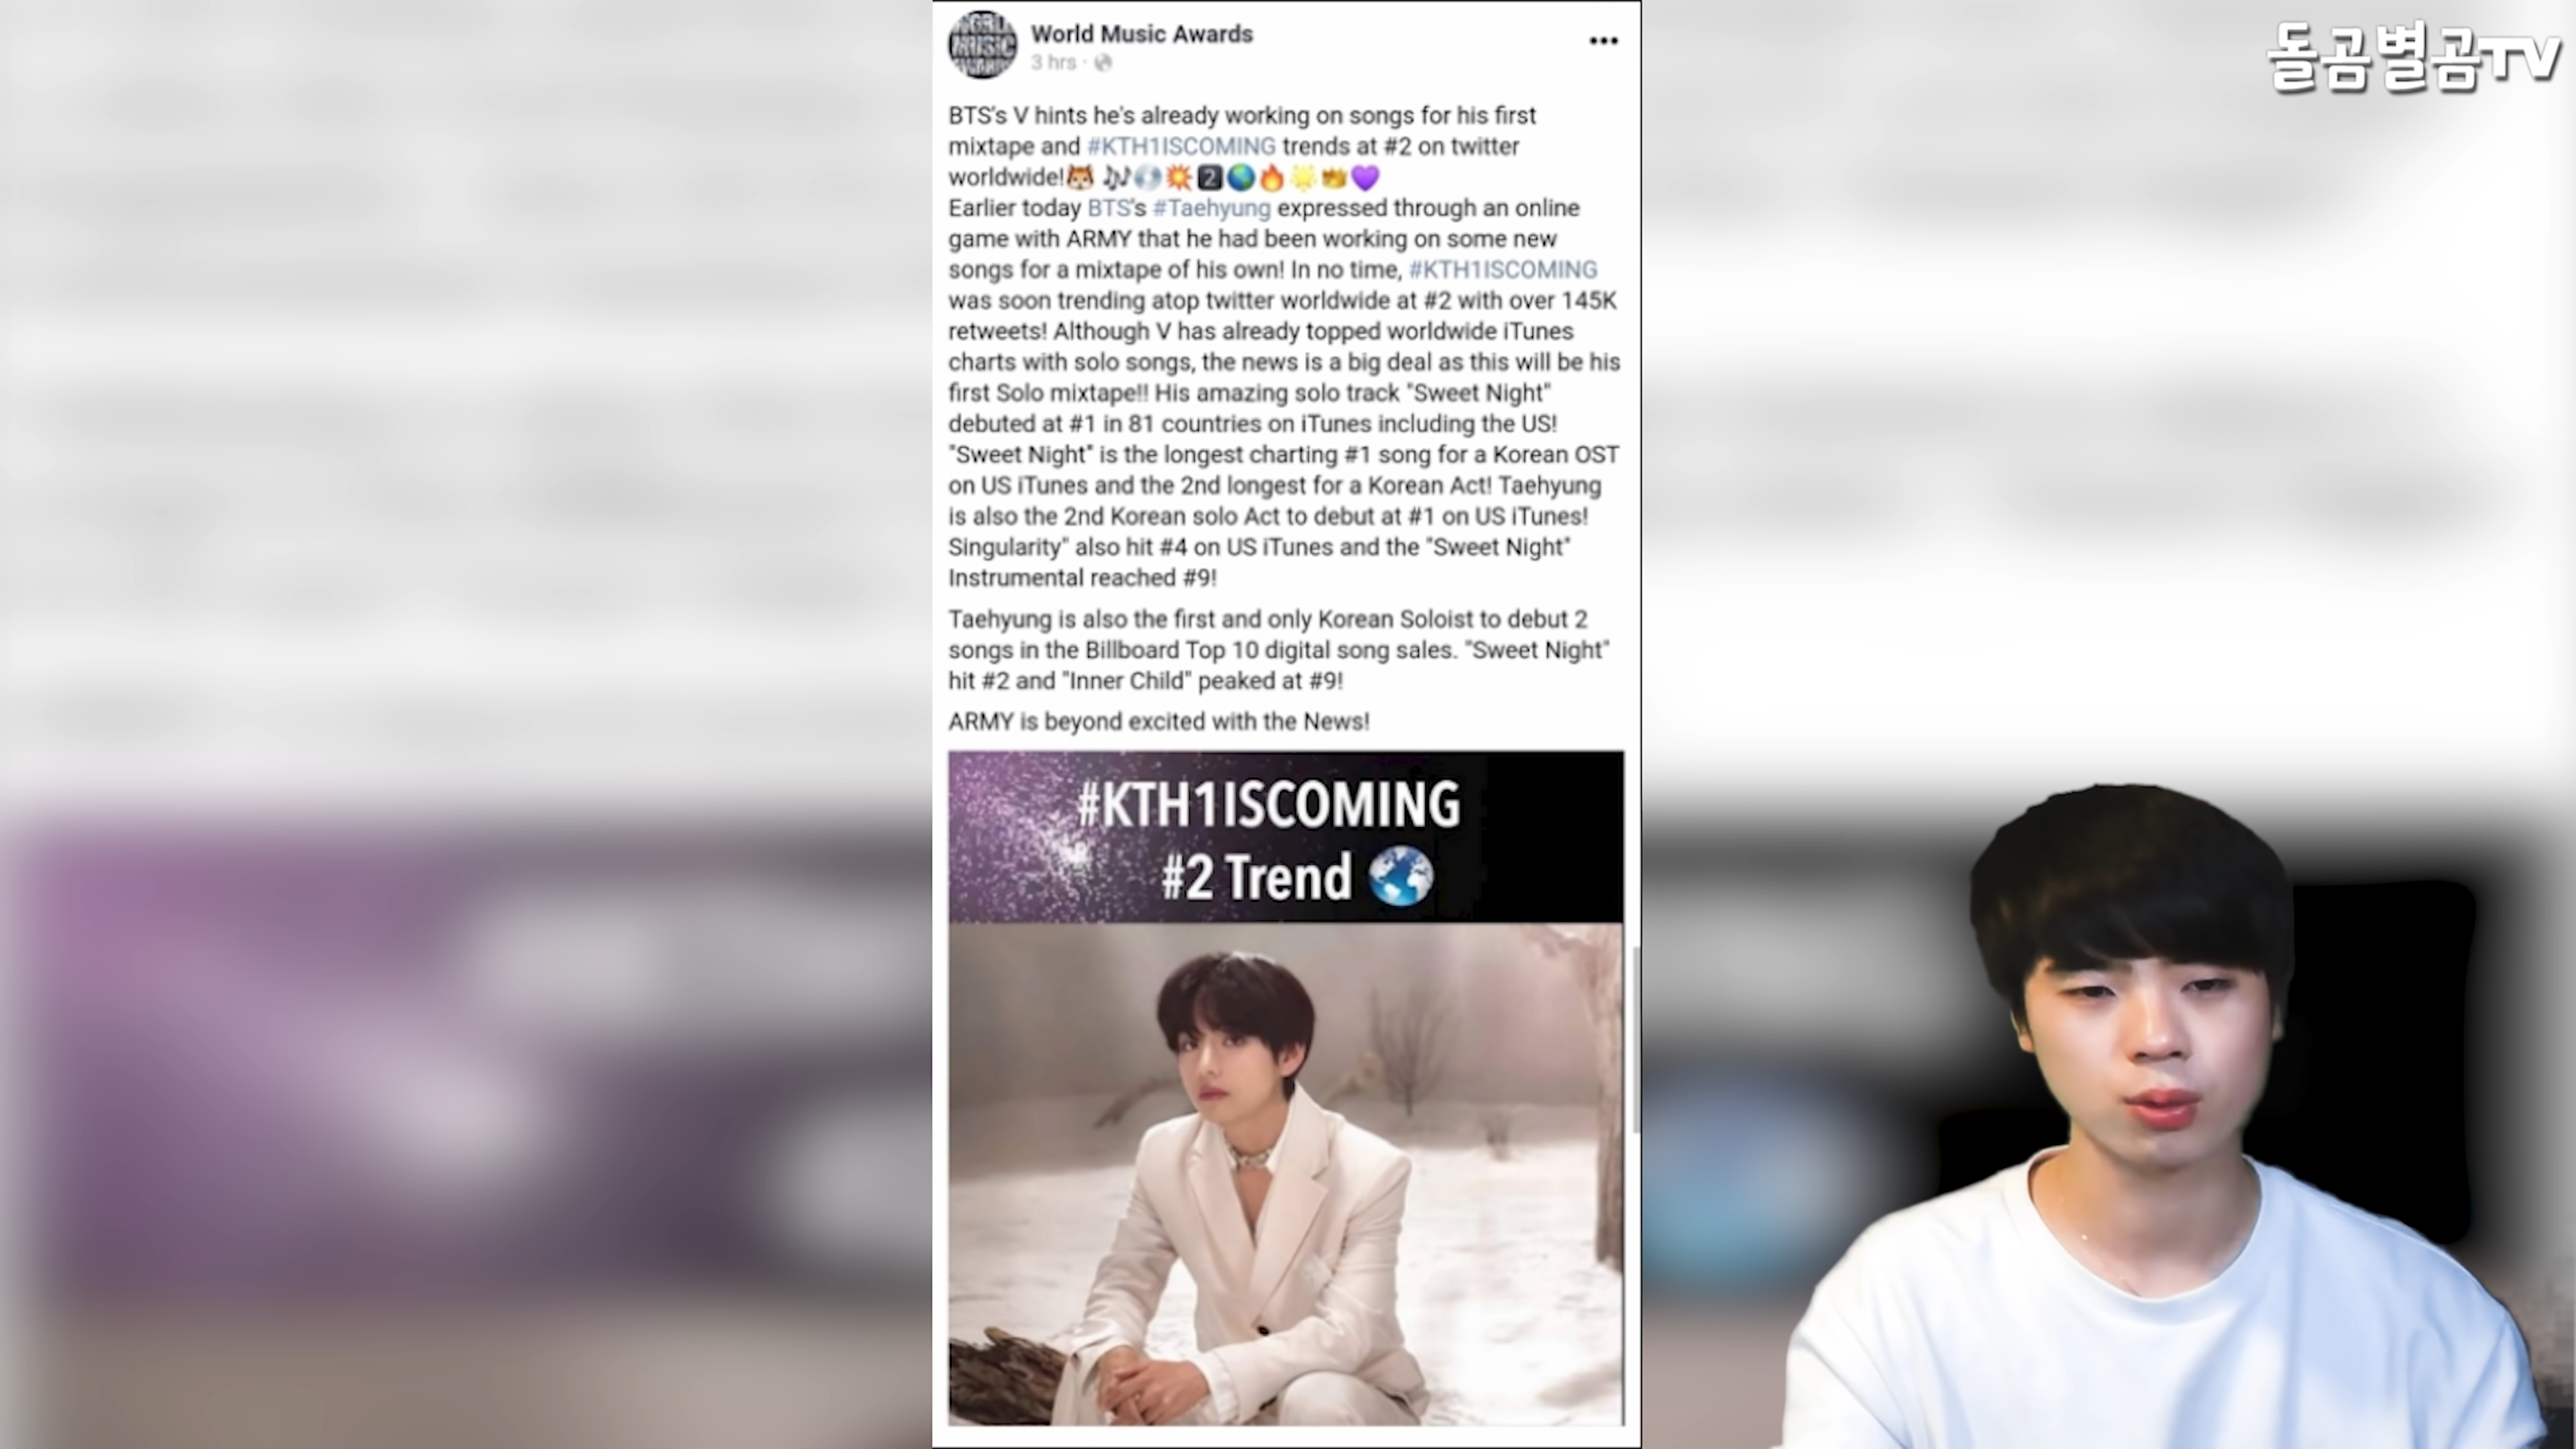 World Music Awards
3 hrs ·
돌곰별곰TV
BTS's V hints he's already working on songs for his first
mixtape and #KTH1ISCOMING trends at #2 on twitter
worldwide!🐯 🎶💿💥2️⃣🌎🔥🌟👑💜
Earlier today BTS's #Taehyung expressed through an online
game with ARMY that he had been working on some new
songs for a mixtape of his own! In no time, #KTH1ISCOMING
was soon trending atop twitter worldwide at #2 with over 145K
retweets! Although V has already topped worldwide iTunes
charts with solo songs, the news is a big deal as this will be his
first Solo mixtape!! His amazing solo track "Sweet Night"
debuted at #1 in 81 countries on iTunes including the US!
"Sweet Night" is the longest charting #1 song for a Korean OST
on US iTunes and the 2nd longest for a Korean Act! Taehyung
is also the 2nd Korean solo Act to debut at #1 on US iTunes!
Singularity" also hit #4 on US iTunes and the "Sweet Night"
Instrumental reached #9!
Taehyung is also the first and only Korean Soloist to debut 2
songs in the Billboard Top 10 digital song sales. "Sweet Night"
hit #2 and "Inner Child" peaked at #9!
ARMY is beyond excited with the News!
#KTH1ISCOMING
#2 Trend 🌎